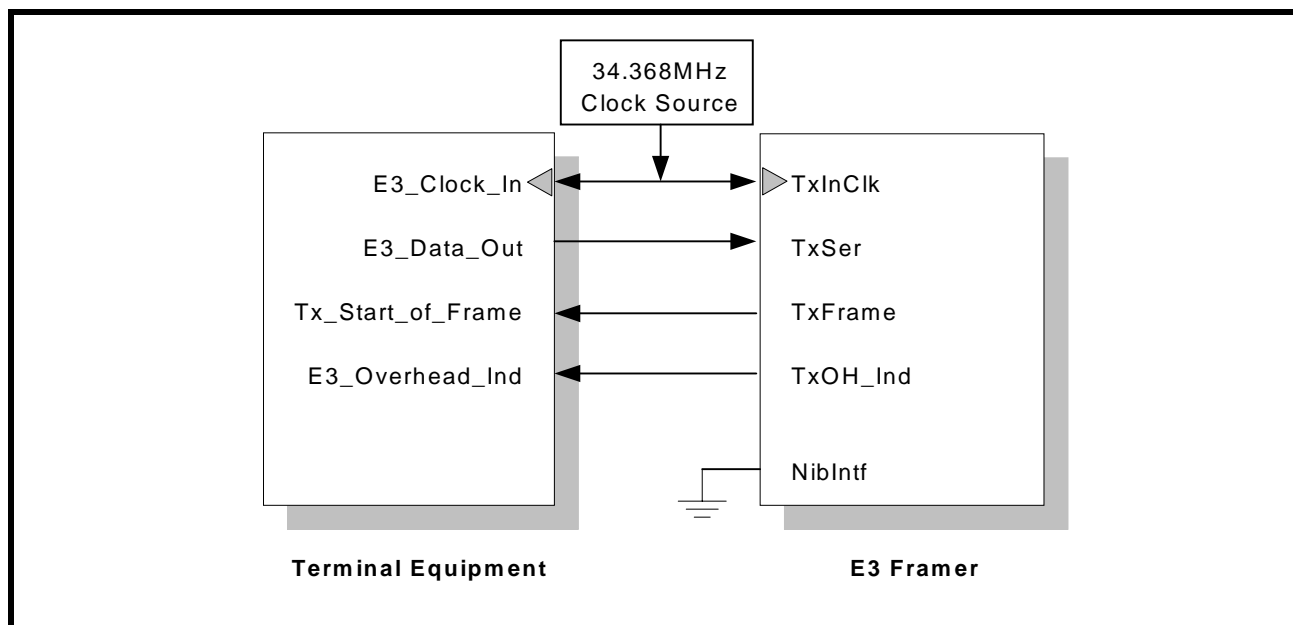 34.368MHz
Clock Source
E3_Clock_In
TxInClk
E3_Data_Out
TxSer
Tx_Start_of_Frame
TxFrame
E3_Overhead_Ind
TxOH_Ind
NibIntf
Terminal Equipment
E3 Framer